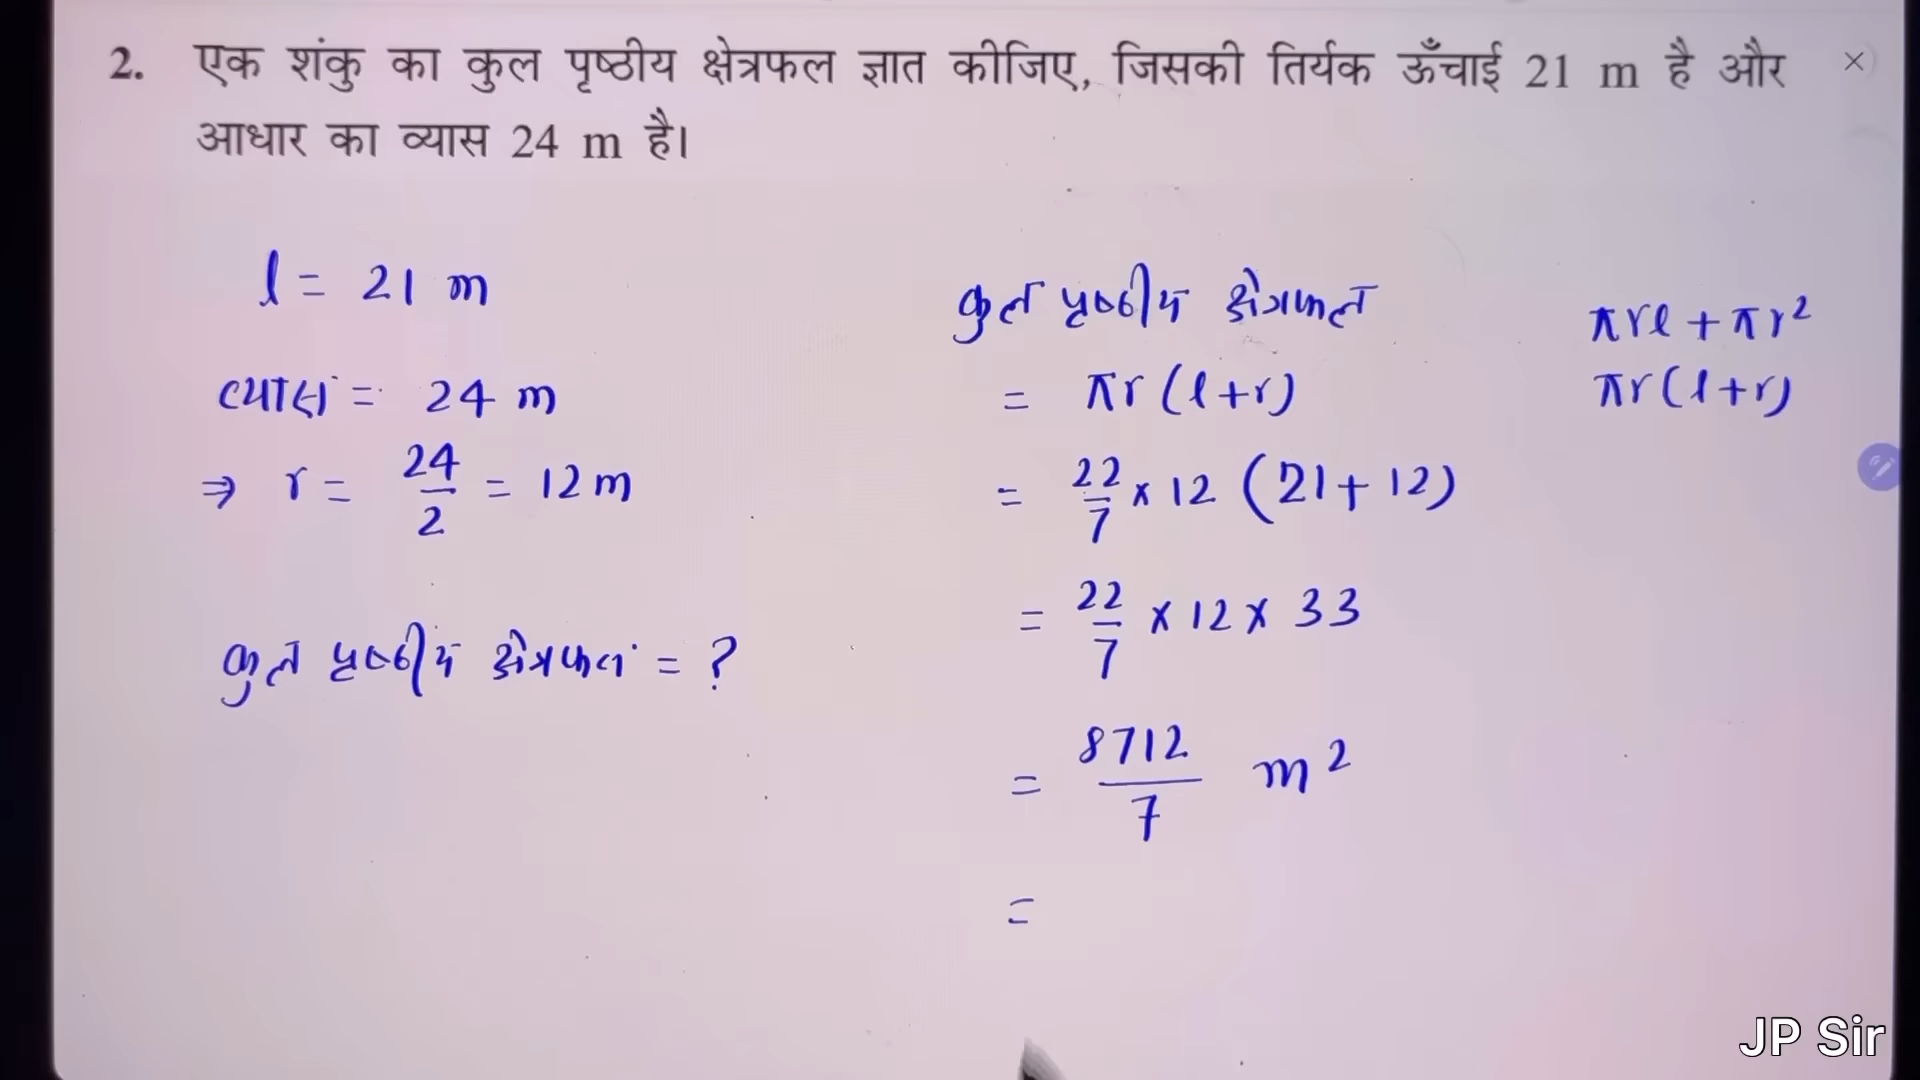 2. एक शंकु का कुल पृष्ठीय क्षेत्रफल ज्ञात कीजिए, जिसकी तिर्यक ऊँचाई 21 m है और
आधार का व्यास 24 m है।
l = 21 m
व्यास = 24 m
⇒ r = 24/2 = 12 m
कुल पृष्ठीय क्षेत्रफल = ?
कुल पृष्ठीय क्षेत्रफल
= πr (l+r)
= 22/7 × 12 (21 + 12)
= 22/7 × 12 × 33
= 8712/7 m²
=
πrl + πr²
πr(l+r)
JP Sir